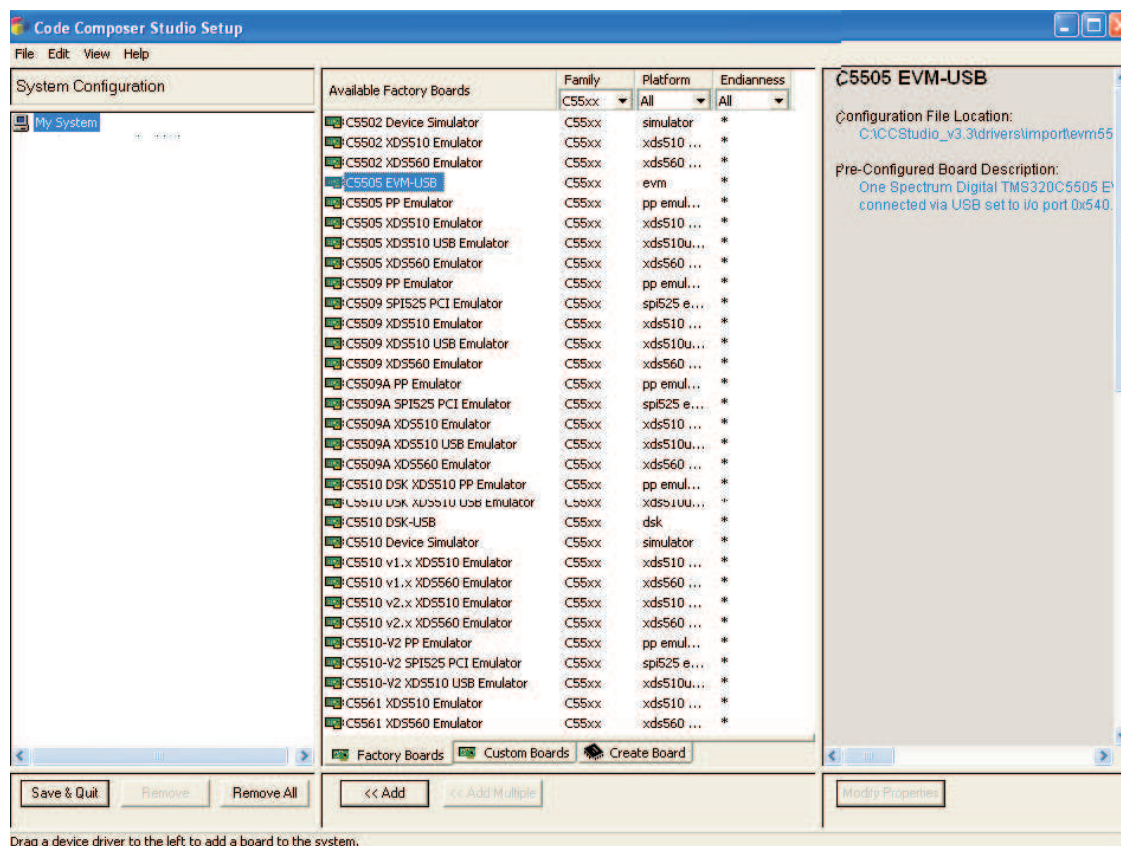 Code Composer Studio Setup
File Edit View Help
System Configuration
My System
Available Factory Boards Family Platform Endianness
C55xx All All
C5502 Device Simulator C55xx simulator *
C5502 XDS510 Emulator C55xx xds510 ... *
C5502 XDS560 Emulator C55xx xds560 ... *
C5505 EVM-USB C55xx evm *
C5505 PP Emulator C55xx pp emul... *
C5505 XDS510 Emulator C55xx xds510 ... *
C5505 XDS510 USB Emulator C55xx xds510u... *
C5505 XDS560 Emulator C55xx xds560 ... *
C5509 PP Emulator C55xx pp emul... *
C5509 SPI525 PCI Emulator C55xx spi525 e... *
C5509 XDS510 Emulator C55xx xds510 ... *
C5509 XDS510 USB Emulator C55xx xds510u... *
C5509 XDS560 Emulator C55xx xds560 ... *
C5509A PP Emulator C55xx pp emul... *
C5509A SPI525 PCI Emulator C55xx spi525 e... *
C5509A XDS510 Emulator C55xx xds510 ... *
C5509A XDS510 USB Emulator C55xx xds510u... *
C5509A XDS560 Emulator C55xx xds560 ... *
C5510 DSK XDS510 PP Emulator C55xx pp emul... *
C5510 DSK XDS510 USB Emulator C55xx xds510u... *
C5510 DSK-USB C55xx dsk *
C5510 Device Simulator C55xx simulator *
C5510 v1.x XDS510 Emulator C55xx xds510 ... *
C5510 v1.x XDS560 Emulator C55xx xds560 ... *
C5510 v2.x XDS510 Emulator C55xx xds510 ... *
C5510 v2.x XDS560 Emulator C55xx xds560 ... *
C5510-V2 PP Emulator C55xx pp emul... *
C5510-V2 SPI525 PCI Emulator C55xx spi525 e... *
C5510-V2 XDS510 USB Emulator C55xx xds510u... *
C5561 XDS510 Emulator C55xx xds510 ... *
C5561 XDS560 Emulator C55xx xds560 ... *
Factory Boards Custom Boards Create Board
C5505 EVM-USB
Configuration File Location:
C:\CCStudio_v3.3\drivers\import\evm55
Pre-Configured Board Description:
One Spectrum Digital TMS320C5505 E
connected via USB set to i/o port 0x540.
Save & Quit Remove Remove All << Add << Add Multiple Modify Properties
Drag a device driver to the left to add a board to the system.